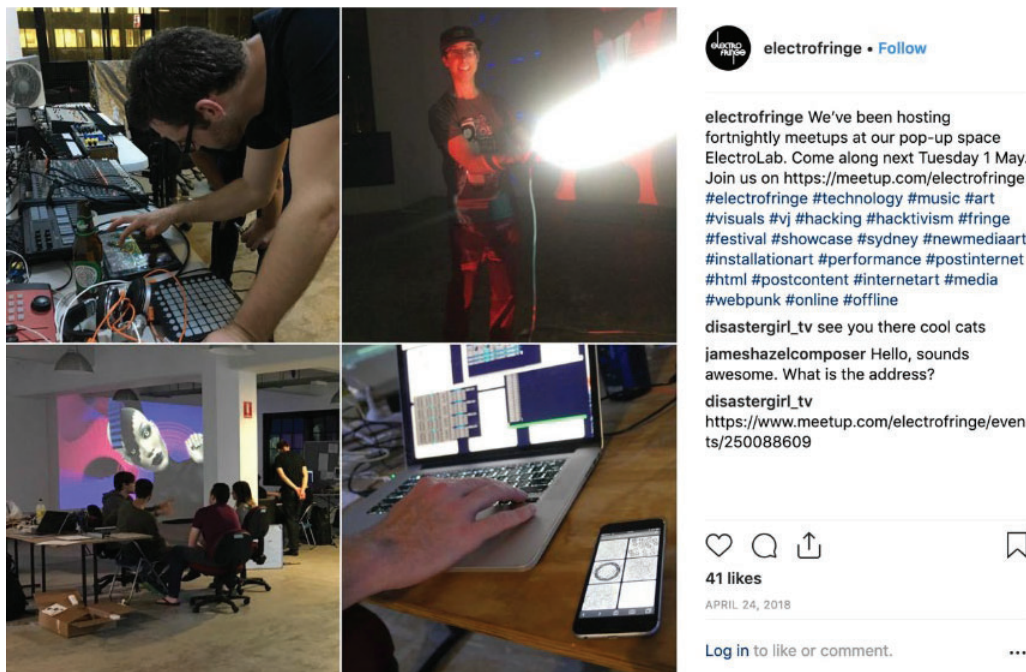 ELECTRO
FRINGE
electrofringe • Follow
electrofringe We've been hosting
fortnightly meetups at our pop-up space
ElectroLab. Come along next Tuesday 1 May.
Join us on https://meetup.com/electrofringe
#electrofringe #technology #music #art
#visuals #vj #hacking #hacktivism #fringe
#festival #showcase #sydney #newmediaart
#installationart #performance #postinternet
#html #postcontent #internetart #media
#webpunk #online #offline
disastergirl_tv see you there cool cats
jameshazelcomposer Hello, sounds
awesome. What is the address?
disastergirl_tv
https://www.meetup.com/electrofringe/even
ts/250088609
41 likes
APRIL 24, 2018
Log in to like or comment.